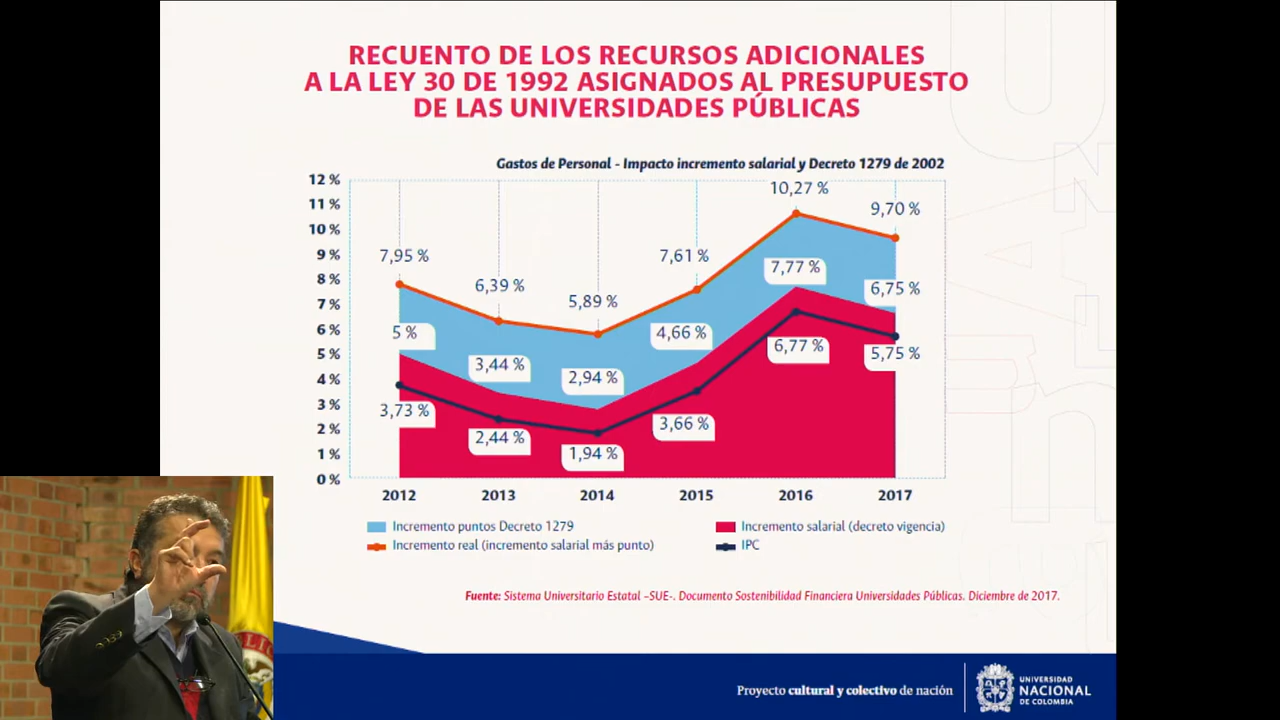 RECUENTO DE LOS RECURSOS ADICIONALES
A LA LEY 30 DE 1992 ASIGNADOS AL PRESUPUESTO
DE LAS UNIVERSIDADES PÚBLICAS
Gastos de Personal - Impacto incremento salarial y Decreto 1279 de 2002
12 %
11 %
10 %
9 %
8 %
7 %
6 %
5 %
4 %
3 %
2 %
1 %
0 %
7,95 %
6,39 %
5,89 %
7,61 %
10,27 %
9,70 %
5 %
3,44 %
2,94 %
4,66 %
7,77 %
6,75 %
3,73 %
2,44 %
1,94 %
3,66 %
6,77 %
5,75 %
2012 2013 2014 2015 2016 2017
Incremento puntos Decreto 1279
Incremento salarial (decreto vigencia)
Incremento real (incremento salarial más punto)
IPC
Fuente: Sistema Universitario Estatal –SUE-. Documento Sostenibilidad Financiera Universidades Públicas. Diciembre de 2017.
Proyecto cultural y colectivo de nación
UNIVERSIDAD
NACIONAL
DE COLOMBIA